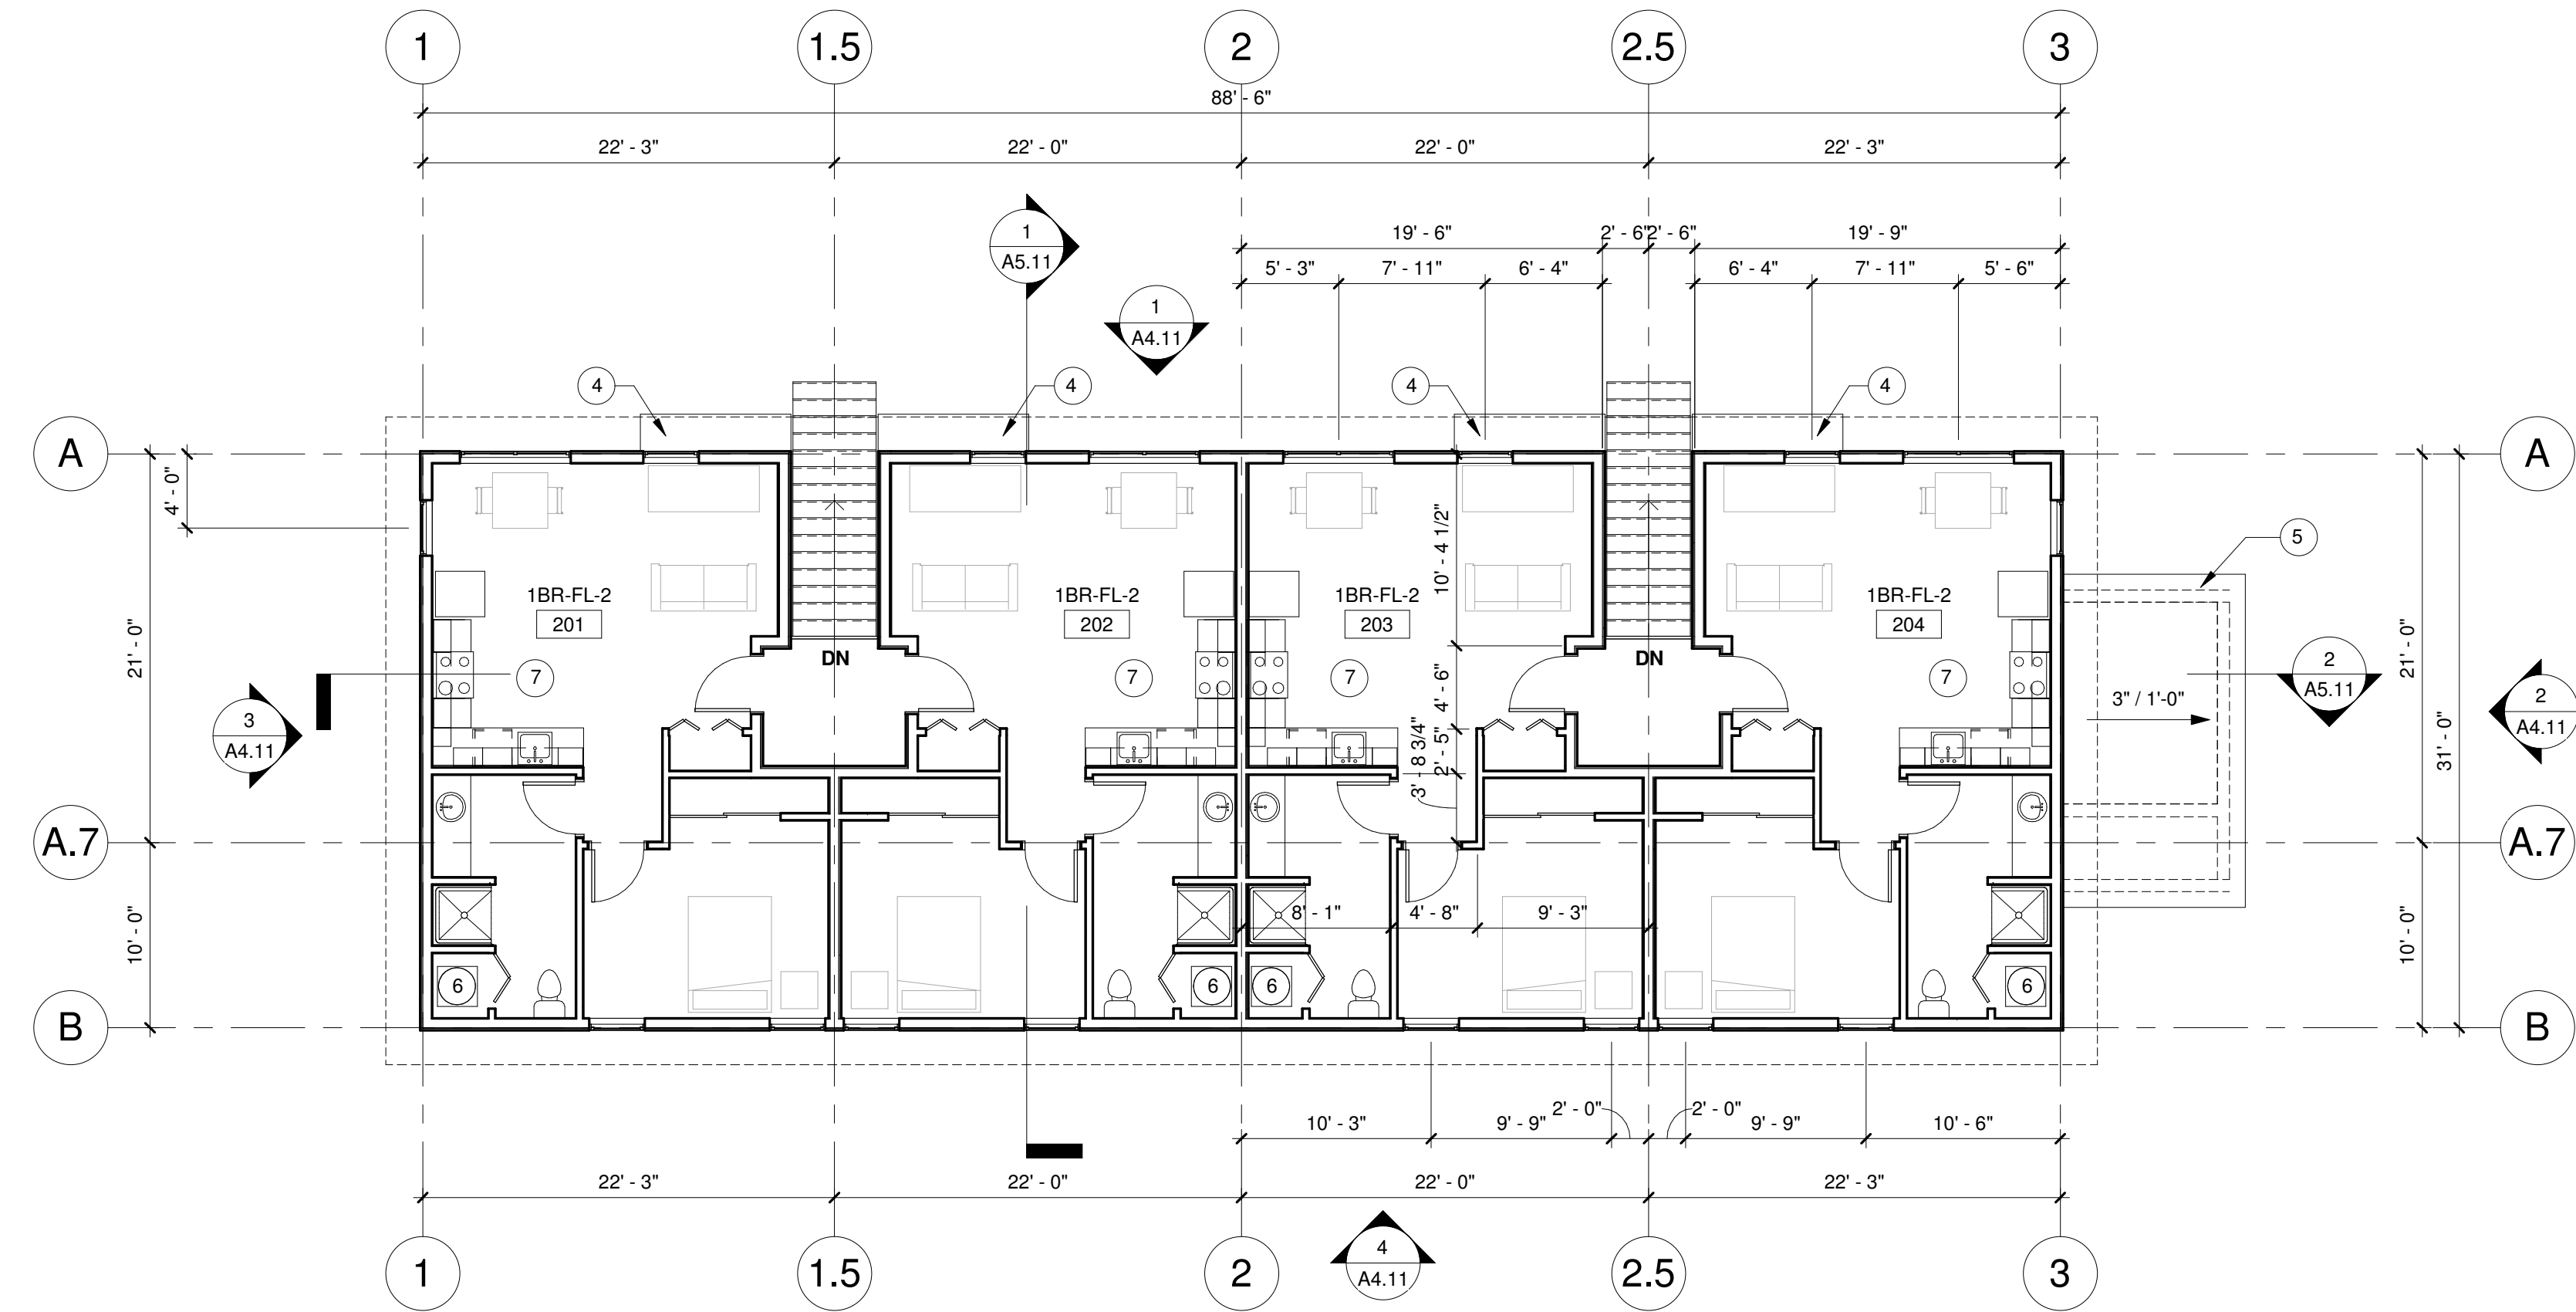 1 1.5 2 2.5 3
88' - 6"
22' - 3" 22' - 0" 22' - 0" 22' - 3"
19' - 6" 2' - 6" 2' - 6" 19' - 9"
5' - 3" 7' - 11" 6' - 4" 6' - 4" 7' - 11" 5' - 6"
1
A5.11
1
A4.11
4 4 4 4
A A
4' - 0"
10' - 4 1/2"
5
1BR-FL-2 1BR-FL-2 1BR-FL-2 1BR-FL-2
201 202 203 204
21' - 0" 21' - 0"
DN DN
7 7 7 7
4' - 6"
2
A5.11
3" / 1'-0"
3
A4.11
2
A4.11
2' - 5"
3' - 8 3/4"
31' - 0"
A.7 A.7
8' - 1" 4' - 8" 9' - 3"
10' - 0" 10' - 0"
6 6 6 6
B B
10' - 3" 9' - 9" 2' - 0" 2' - 0" 9' - 9" 10' - 6"
22' - 3" 22' - 0" 22' - 0" 22' - 3"
4
A4.11
1 1.5 2 2.5 3